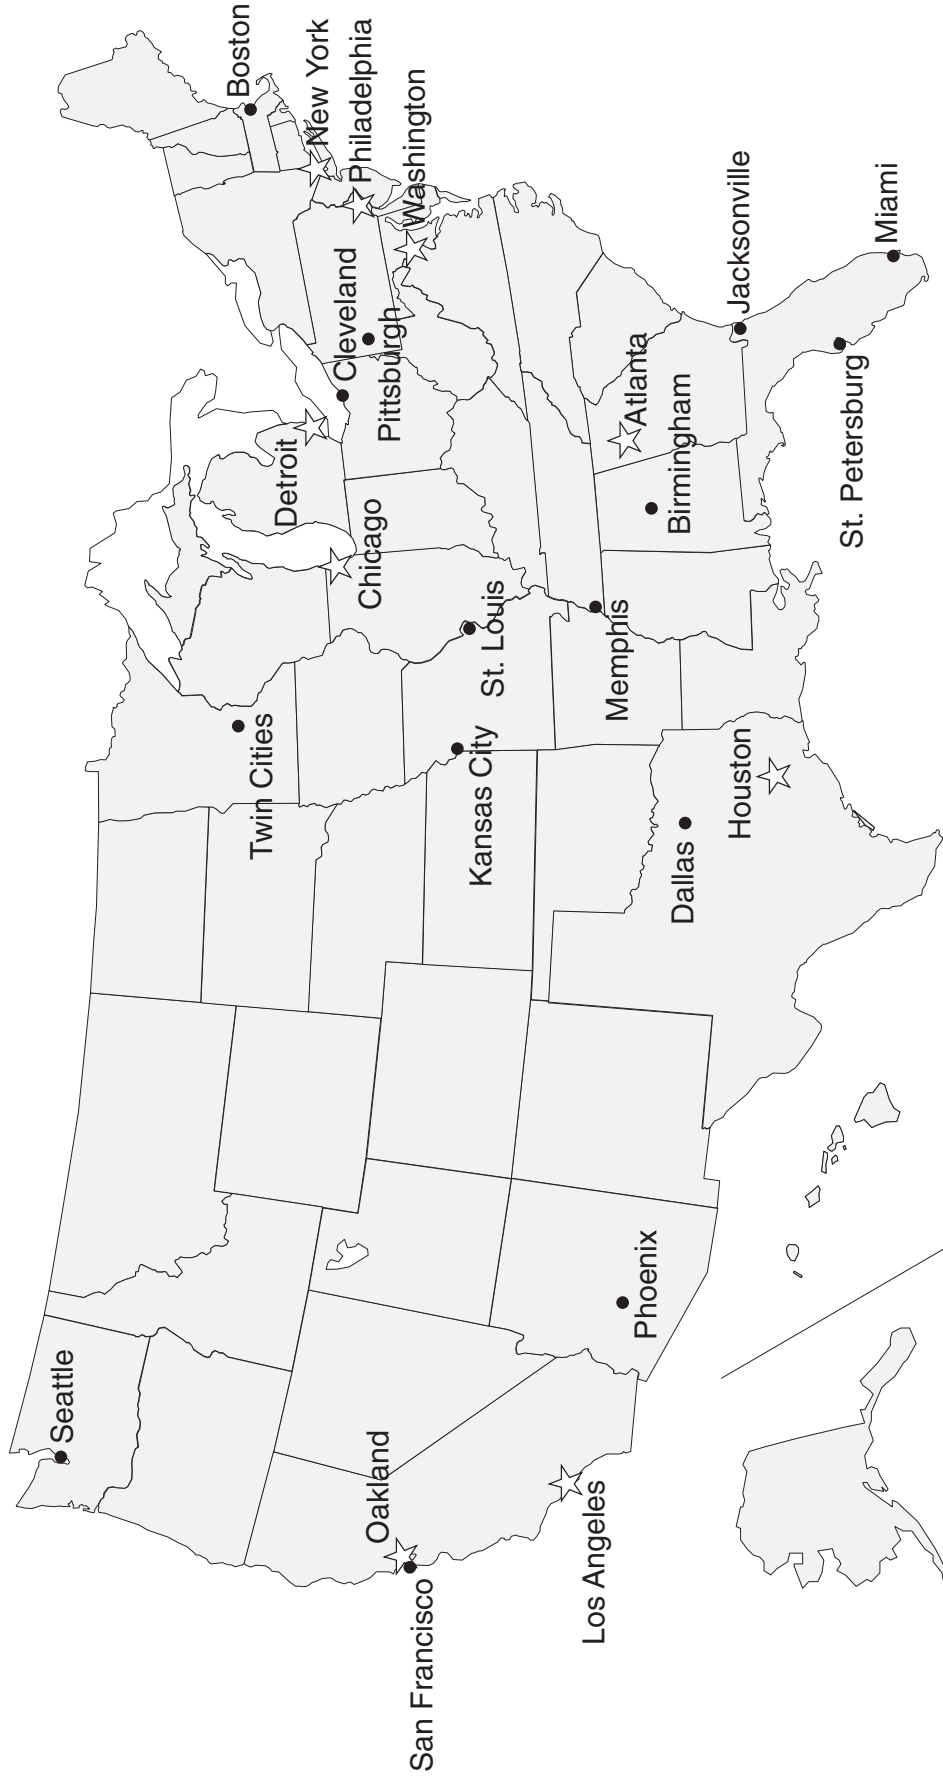 Seattle
Boston
Twin Cities
Detroit
New York
Cleveland
Philadelphia
Chicago
Pittsburgh
Washington
Oakland
San Francisco
Kansas City
St. Louis
Los Angeles
Memphis
Atlanta
Phoenix
Birmingham
Dallas
Jacksonville
Houston
St. Petersburg
Miami